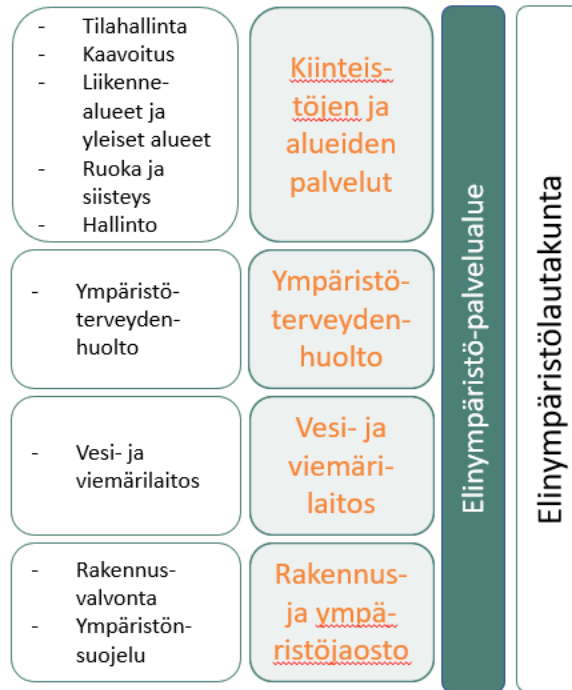 - Tilahallinta
- Kaavoitus
- Liikenne-
alueet ja
yleiset alueet
- Ruoka ja
siisteys
- Hallinto
Kiinteis-
töjen ja
alueiden
palvelut
- Ympäristö-
terveyden-
huolto
Ympäristö-
terveyden-
huolto
- Vesi- ja
viemärilaitos
Vesi- ja
viemäri-
laitos
- Rakennus-
valvonta
- Ympäristön-
suojelu
Rakennus-
ja ympä-
ristöjaosto
Elinympäristö-palvelualue
Elinympäristölautakunta